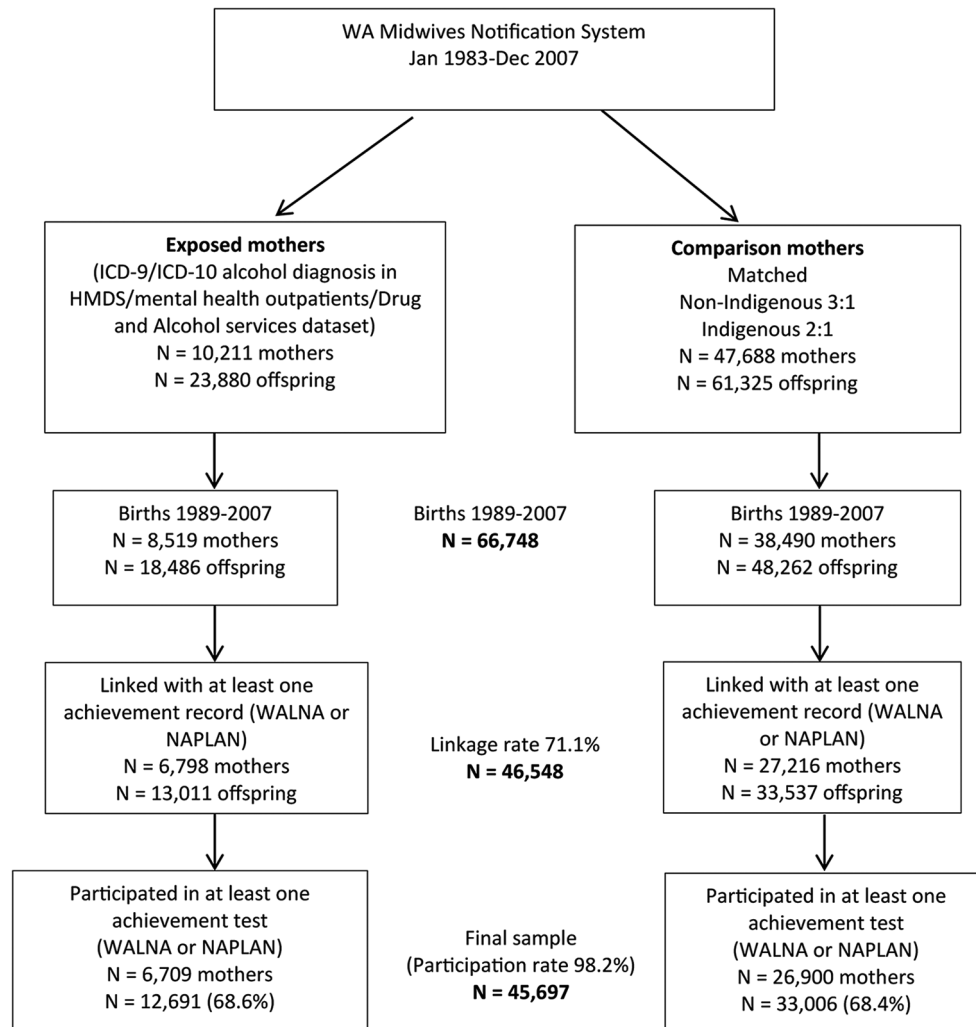 WA Midwives Notification System
Jan 1983-Dec 2007
Exposed mothers
(ICD-9/ICD-10 alcohol diagnosis in
HMDS/mental health outpatients/Drug
and Alcohol services dataset)
N = 10,211 mothers
N = 23,880 offspring
Comparison mothers
Matched
Non-Indigenous 3:1
Indigenous 2:1
N = 47,688 mothers
N = 61,325 offspring
Births 1989-2007
N = 8,519 mothers
N = 18,486 offspring
Births 1989-2007
N = 66,748
Births 1989-2007
N = 38,490 mothers
N = 48,262 offspring
Linked with at least one
achievement record (WALNA or
NAPLAN)
N = 6,798 mothers
N = 13,011 offspring
Linkage rate 71.1%
N = 46,548
Linked with at least one
achievement record (WALNA
or NAPLAN)
N = 27,216 mothers
N = 33,537 offspring
Participated in at least one
achievement test
(WALNA or NAPLAN)
N = 6,709 mothers
N = 12,691 (68.6%)
Final sample
(Participation rate 98.2%)
N = 45,697
Participated in at least one
achievement test
(WALNA or NAPLAN)
N = 26,900 mothers
N = 33,006 (68.4%)